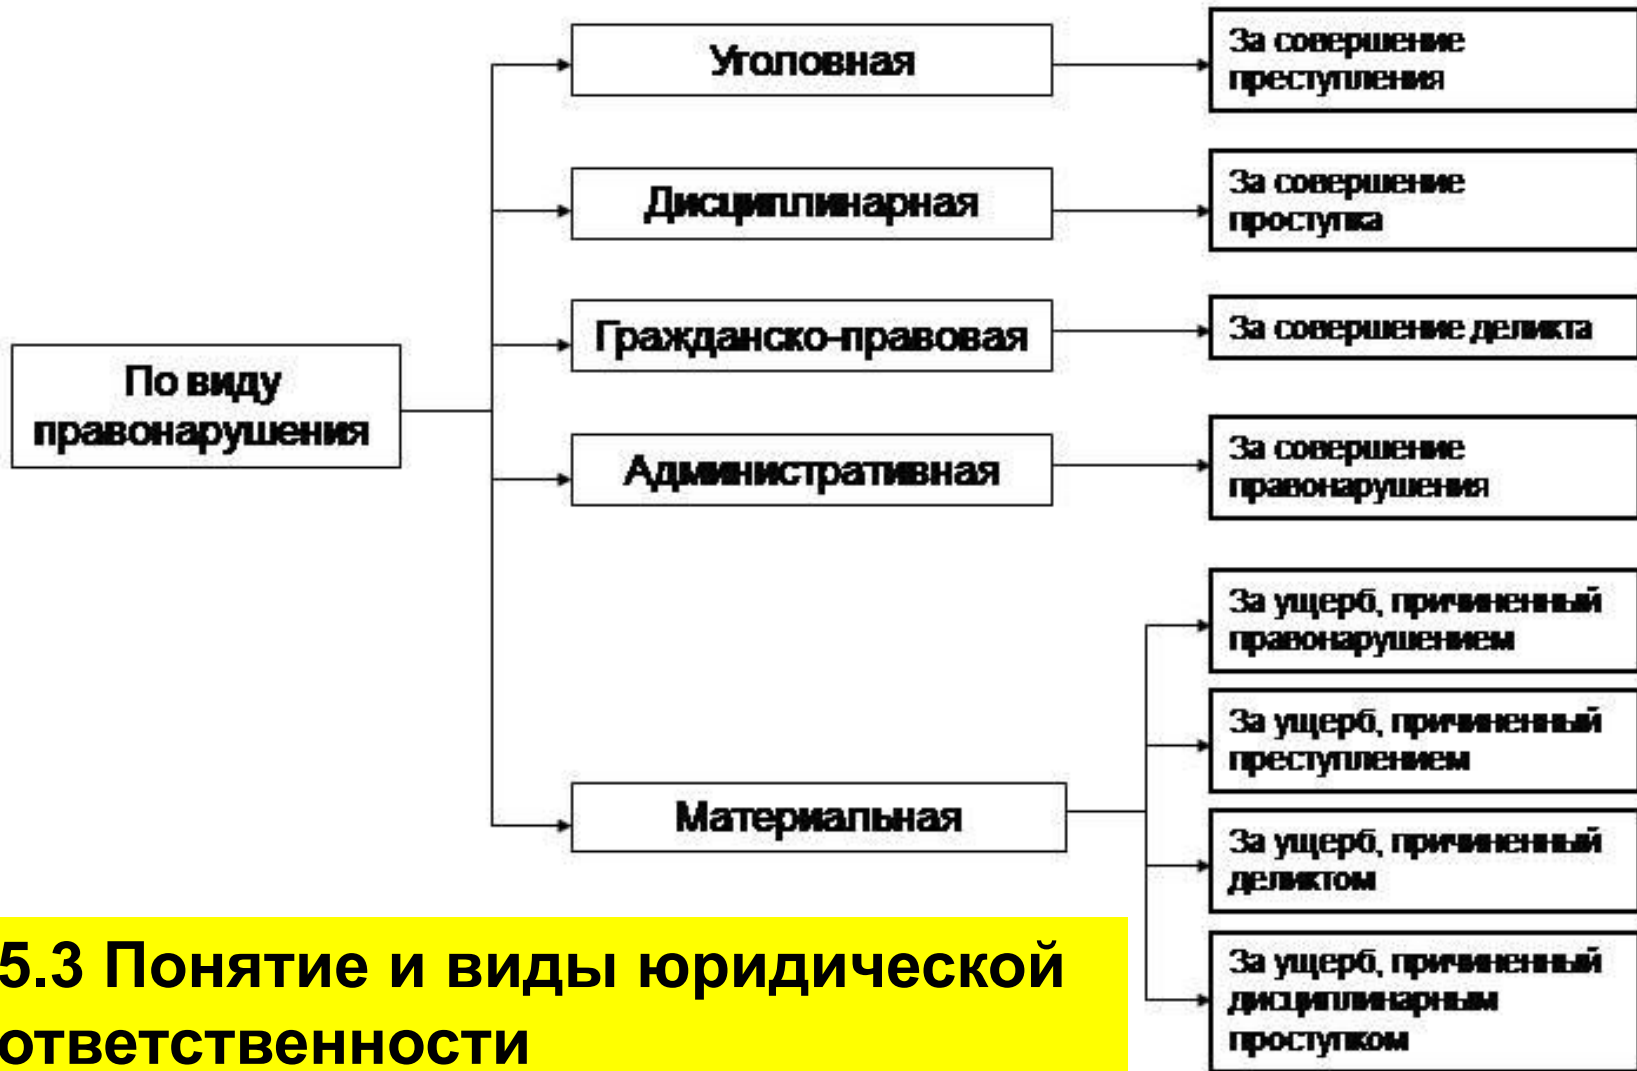 По виду
правонарушения
Уголовная
За совершение
преступления
Дисциплинарная
За совершение
проступка
Гражданско-правовая
За совершение деликта
Административная
За совершение
правонарушения
Материальная
За ущерб, причиненный
правонарушением
За ущерб, причиненный
преступлением
За ущерб, причиненный
деликтом
За ущерб, причиненный
дисциплинарным
проступком
5.3 Понятие и виды юридической
ответственности